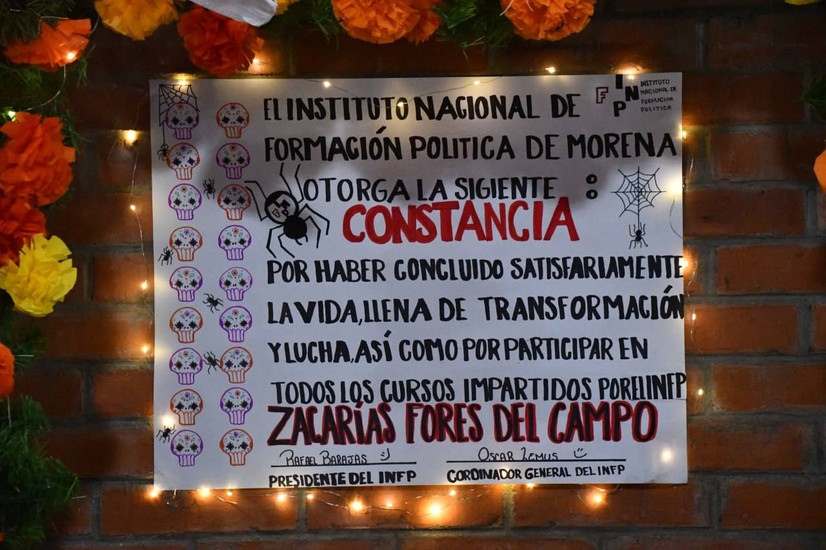 EL INSTITUTO NACIONAL DE
FORMACIÓN POLITICA DE MORENA
OTORGA LA SIGIENTE :
CONSTANCIA
POR HABER CONCLUIDO SATISFARIAMENTE
LA VIDA, LLENA DE TRANSFORMACIÓN
Y LUCHA, ASÍ COMO POR PARTICIPAR EN
TODOS LOS CURSOS IMPARTIDOS POR EL INFP
ZACARÍAS FORES DEL CAMPO
RAFAEL BARAJAS
OSCAR LEMUS
PRESIDENTE DEL INFP
CORDINADOR GENERAL DEL INFP
INFP
INSTITUTO
NACIONAL DE
FORMACIÓN
POLÍTICA